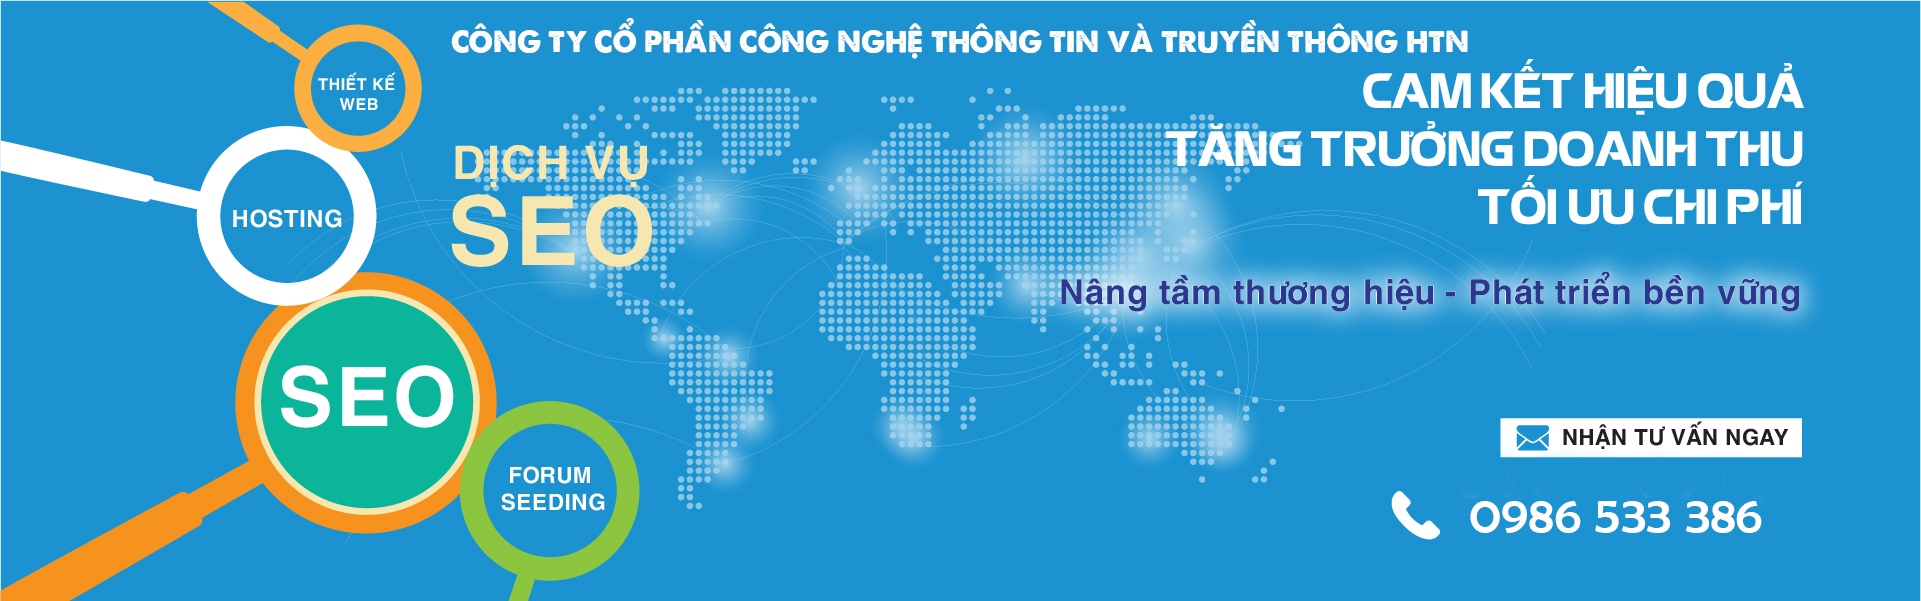 CÔNG TY CỔ PHẦN CÔNG NGHỆ THÔNG TIN VÀ TRUYỀN THÔNG HTN
CAM KẾT HIỆU QUẢ
TĂNG TRƯỞNG DOANH THU
TỐI ƯU CHI PHÍ
THIẾT KẾ
WEB
HOSTING
DỊCH VỤ
SEO
Nâng tầm thương hiệu - Phát triển bền vững
SEO
FORUM
SEEDING
NHẬN TƯ VẤN NGAY
0986 533 386